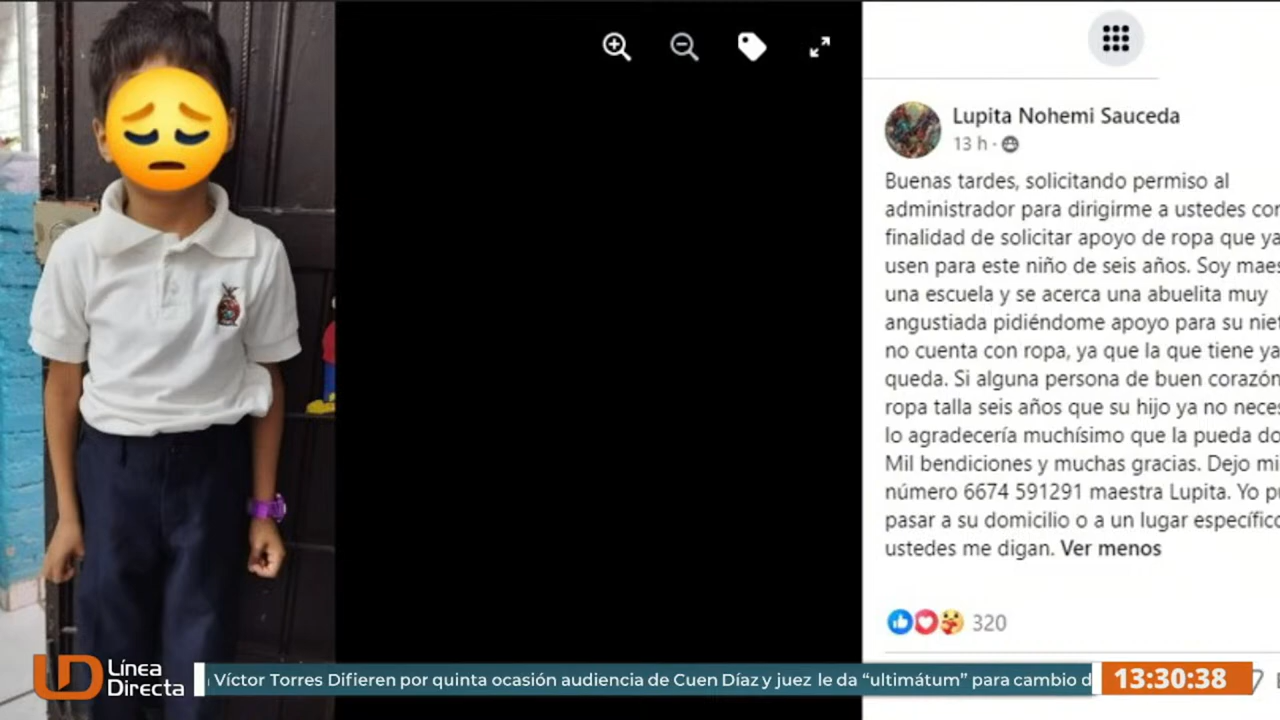 Lupita Nohemi Sauceda
13 h
Buenas tardes, solicitando permiso al
administrador para dirigirme a ustedes con
finalidad de solicitar apoyo de ropa que ya
usen para este niño de seis años. Soy maes
una escuela y se acerca una abuelita muy
angustiada pidiéndome apoyo para su niet
no cuenta con ropa, ya que la que tiene ya
queda. Si alguna persona de buen corazón
ropa talla seis años que su hijo ya no neces
lo agradecería muchísimo que la pueda do
Mil bendiciones y muchas gracias. Dejo mi
número 6674 591291 maestra Lupita. Yo pu
pasar a su domicilio o a un lugar específico
ustedes me digan. Ver menos
320
LD Línea
Directa
Víctor Torres Difieren por quinta ocasión audiencia de Cuen Díaz y juez le da “ultimátum” para cambio d
13:30:38